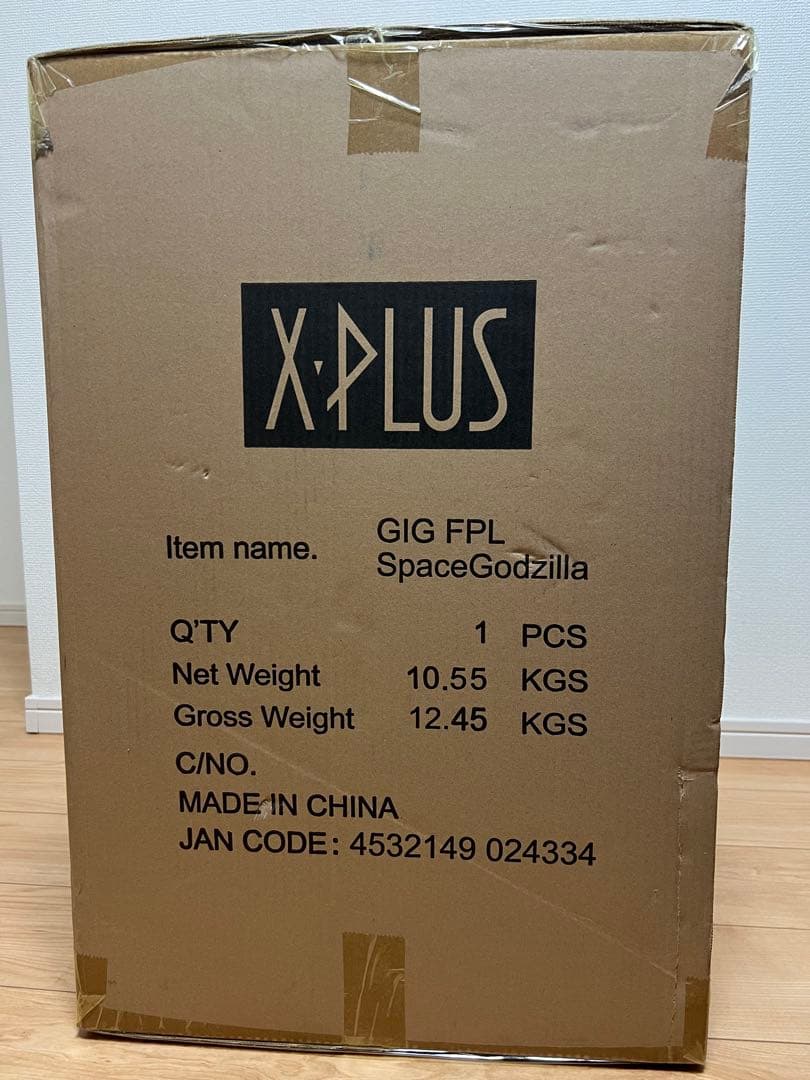 X·PLUS
Item name. GIG FPL
SpaceGodzilla
Q'TY 1 PCS
Net Weight 10.55 KGS
Gross Weight 12.45 KGS
C/NO.
MADE IN CHINA
JAN CODE: 4532149 024334